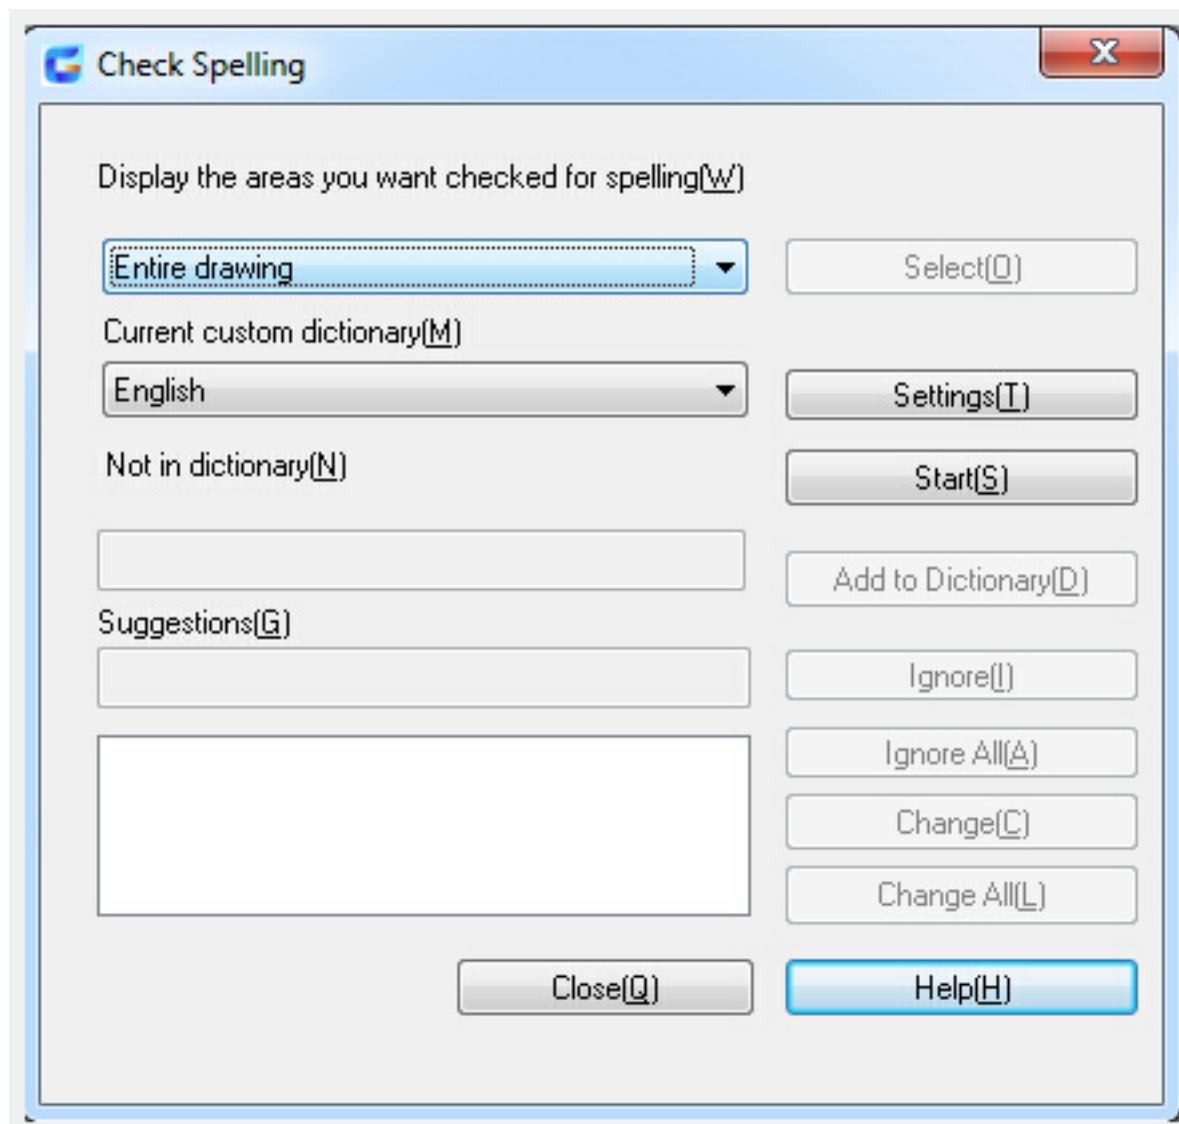 Check Spelling
Display the areas you want checked for spelling(W)
Entire drawing
Select(O)
Current custom dictionary(M)
English
Settings(T)
Not in dictionary(N)
Start(S)
Add to Dictionary(D)
Suggestions(G)
Ignore(I)
Ignore All(A)
Change(C)
Change All(L)
Close(Q)
Help(H)